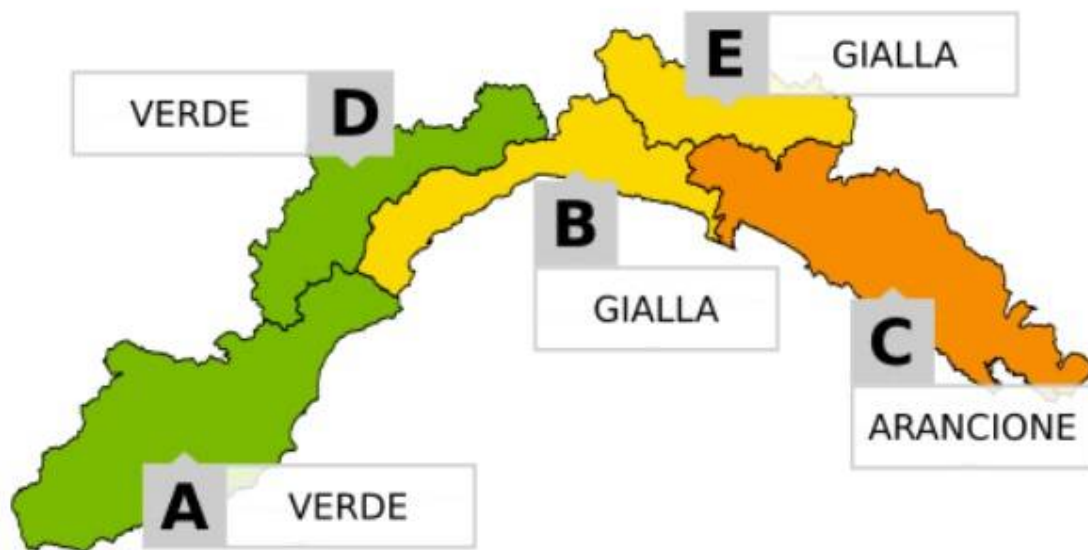 E GIALLA
VERDE D
B
GIALLA
C
ARANCIONE
A VERDE